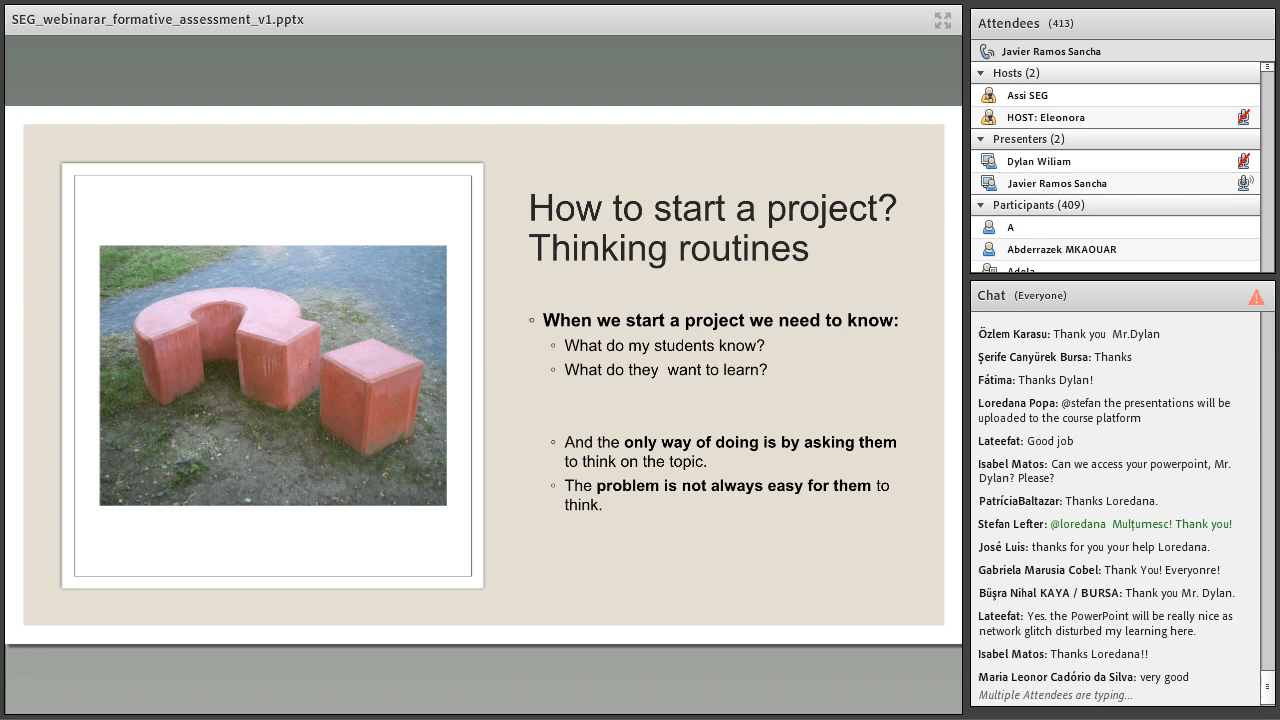 SEG_webinarar_formative_assessment_v1.pptx
How to start a project?
Thinking routines
When we start a project we need to know:
What do my students know?
What do they  want to learn?
And the only way of doing is by asking them
to think on the topic.
The problem is not always easy for them to
think.
Attendees (413)
Javier Ramos Sancha
Hosts (2)
Assi SEG
HOST: Eleonora
Presenters (2)
Dylan Wiliam
Javier Ramos Sancha
Participants (409)
A
Abderrazek MKAOUAR
Adela
Chat (Everyone)
Özlem Karasu: Thank you  Mr.Dylan
Şerife Canyürek Bursa: Thanks
Fátima: Thanks Dylan!
Loredana Popa: @stefan the presentations will be
uploaded to the course platform
Lateefat: Good job
Isabel Matos: Can we access your powerpoint, Mr.
Dylan? Please?
PatríciaBaltazar: Thanks Loredana.
Stefan Lefter: @loredana  Mulțumesc! Thank you!
José Luis: thanks for you your help Loredana.
Gabriela Marusia Cobel: Thank You! Everyonre!
Büşra Nihal KAYA / BURSA: Thank you Mr. Dylan.
Lateefat: Yes. the PowerPoint will be really nice as
network glitch disturbed my learning here.
Isabel Matos: Thanks Loredana!!
Maria Leonor Cadório da Silva: very good
Multiple Attendees are typing...